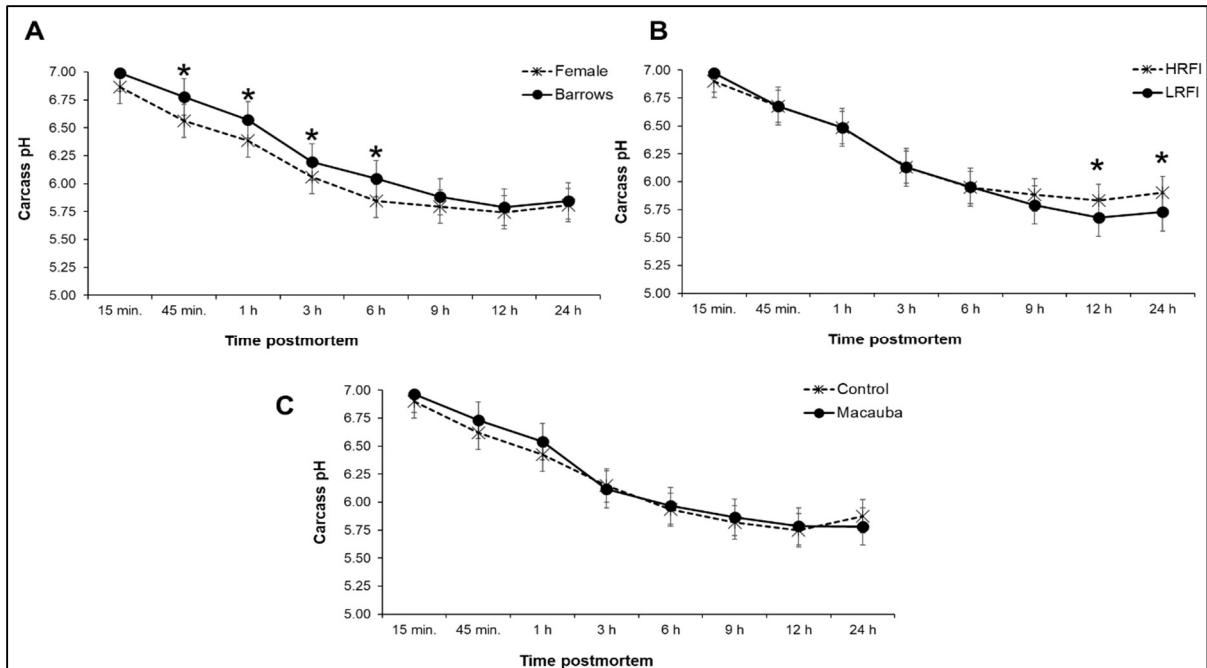 A
Carcass pH
7.00
6.75
6.50
6.25
6.00
5.75
5.50
5.25
5.00
*
*
*
*
Female
Barrows
15 min. 45 min. 1 h 3 h 6 h 9 h 12 h 24 h
Time postmortem
B
Carcass pH
7.00
6.75
6.50
6.25
6.00
5.75
5.50
5.25
5.00
*
*
HRFI
LRFI
15 min. 45 min. 1 h 3 h 6 h 9 h 12 h 24 h
Time postmortem
C
Carcass pH
7.00
6.75
6.50
6.25
6.00
5.75
5.50
5.25
5.00
Control
Macauba
15 min. 45 min. 1 h 3 h 6 h 9 h 12 h 24 h
Time postmortem